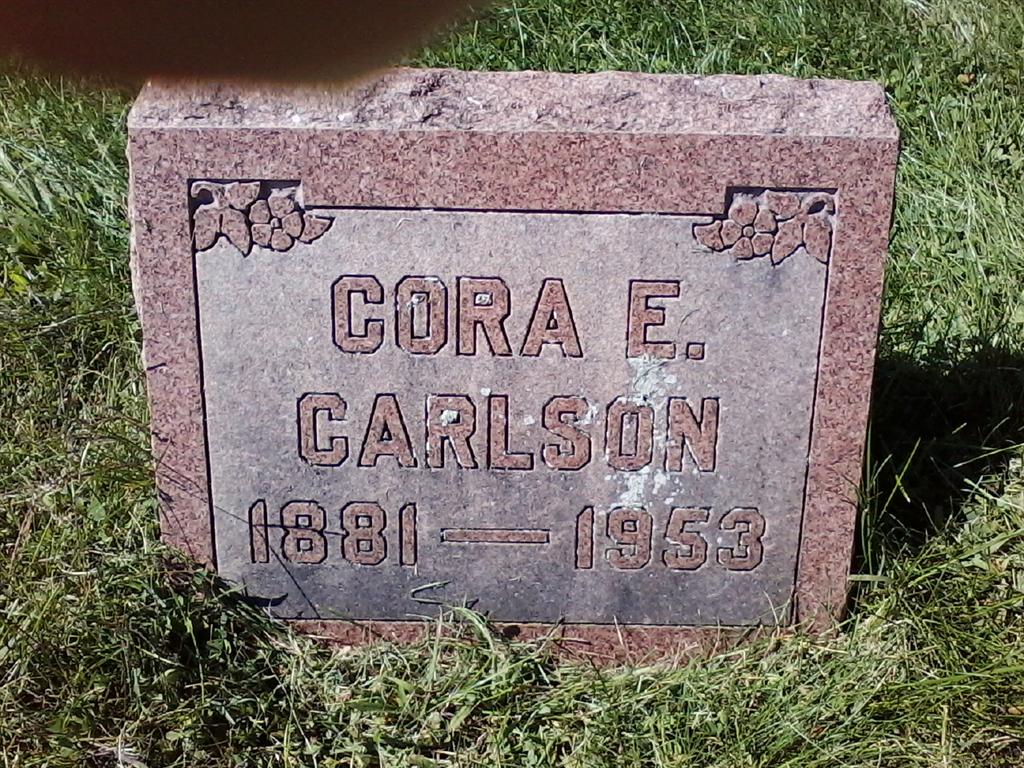 CORA E.
CARLSON
1881 — 1953